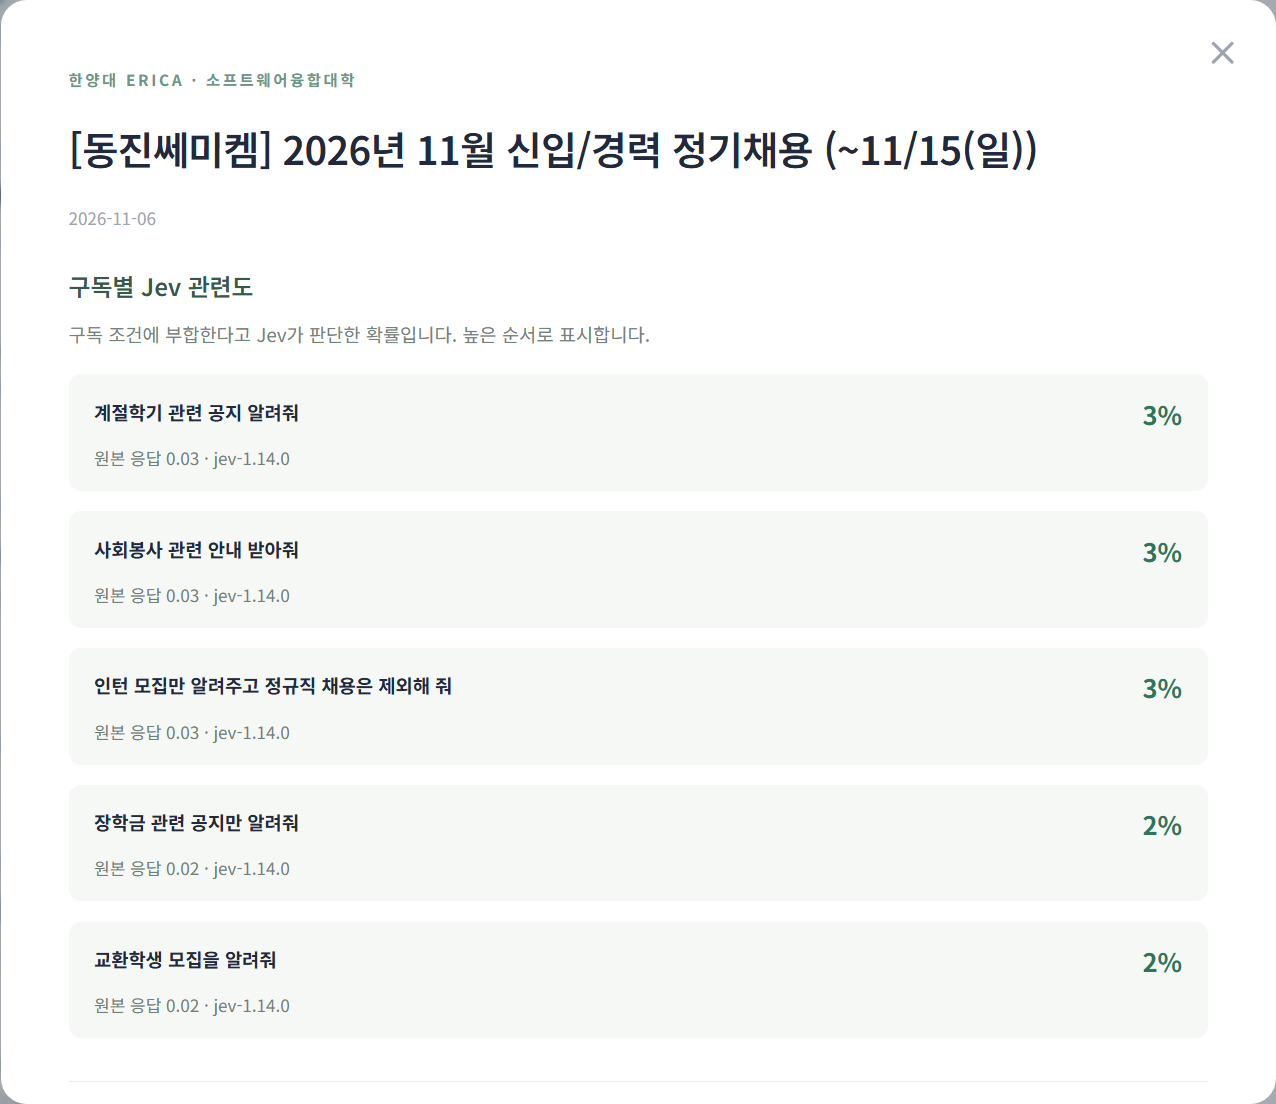 한양대 ERICA · 소프트웨어융합대학
[동진쎄미켐] 2026년 11월 신입/경력 정기채용 (~11/15(일))
2026-11-06
구독별 Jev 관련도
구독 조건에 부합한다고 Jev가 판단한 확률입니다. 높은 순서로 표시합니다.
계절학기 관련 공지 알려줘
3%
원본 응답 0.03 · jev-1.14.0
사회봉사 관련 안내 받아줘
3%
원본 응답 0.03 · jev-1.14.0
인턴 모집만 알려주고 정규직 채용은 제외해 줘
3%
원본 응답 0.03 · jev-1.14.0
장학금 관련 공지만 알려줘
2%
원본 응답 0.02 · jev-1.14.0
교환학생 모집을 알려줘
2%
원본 응답 0.02 · jev-1.14.0